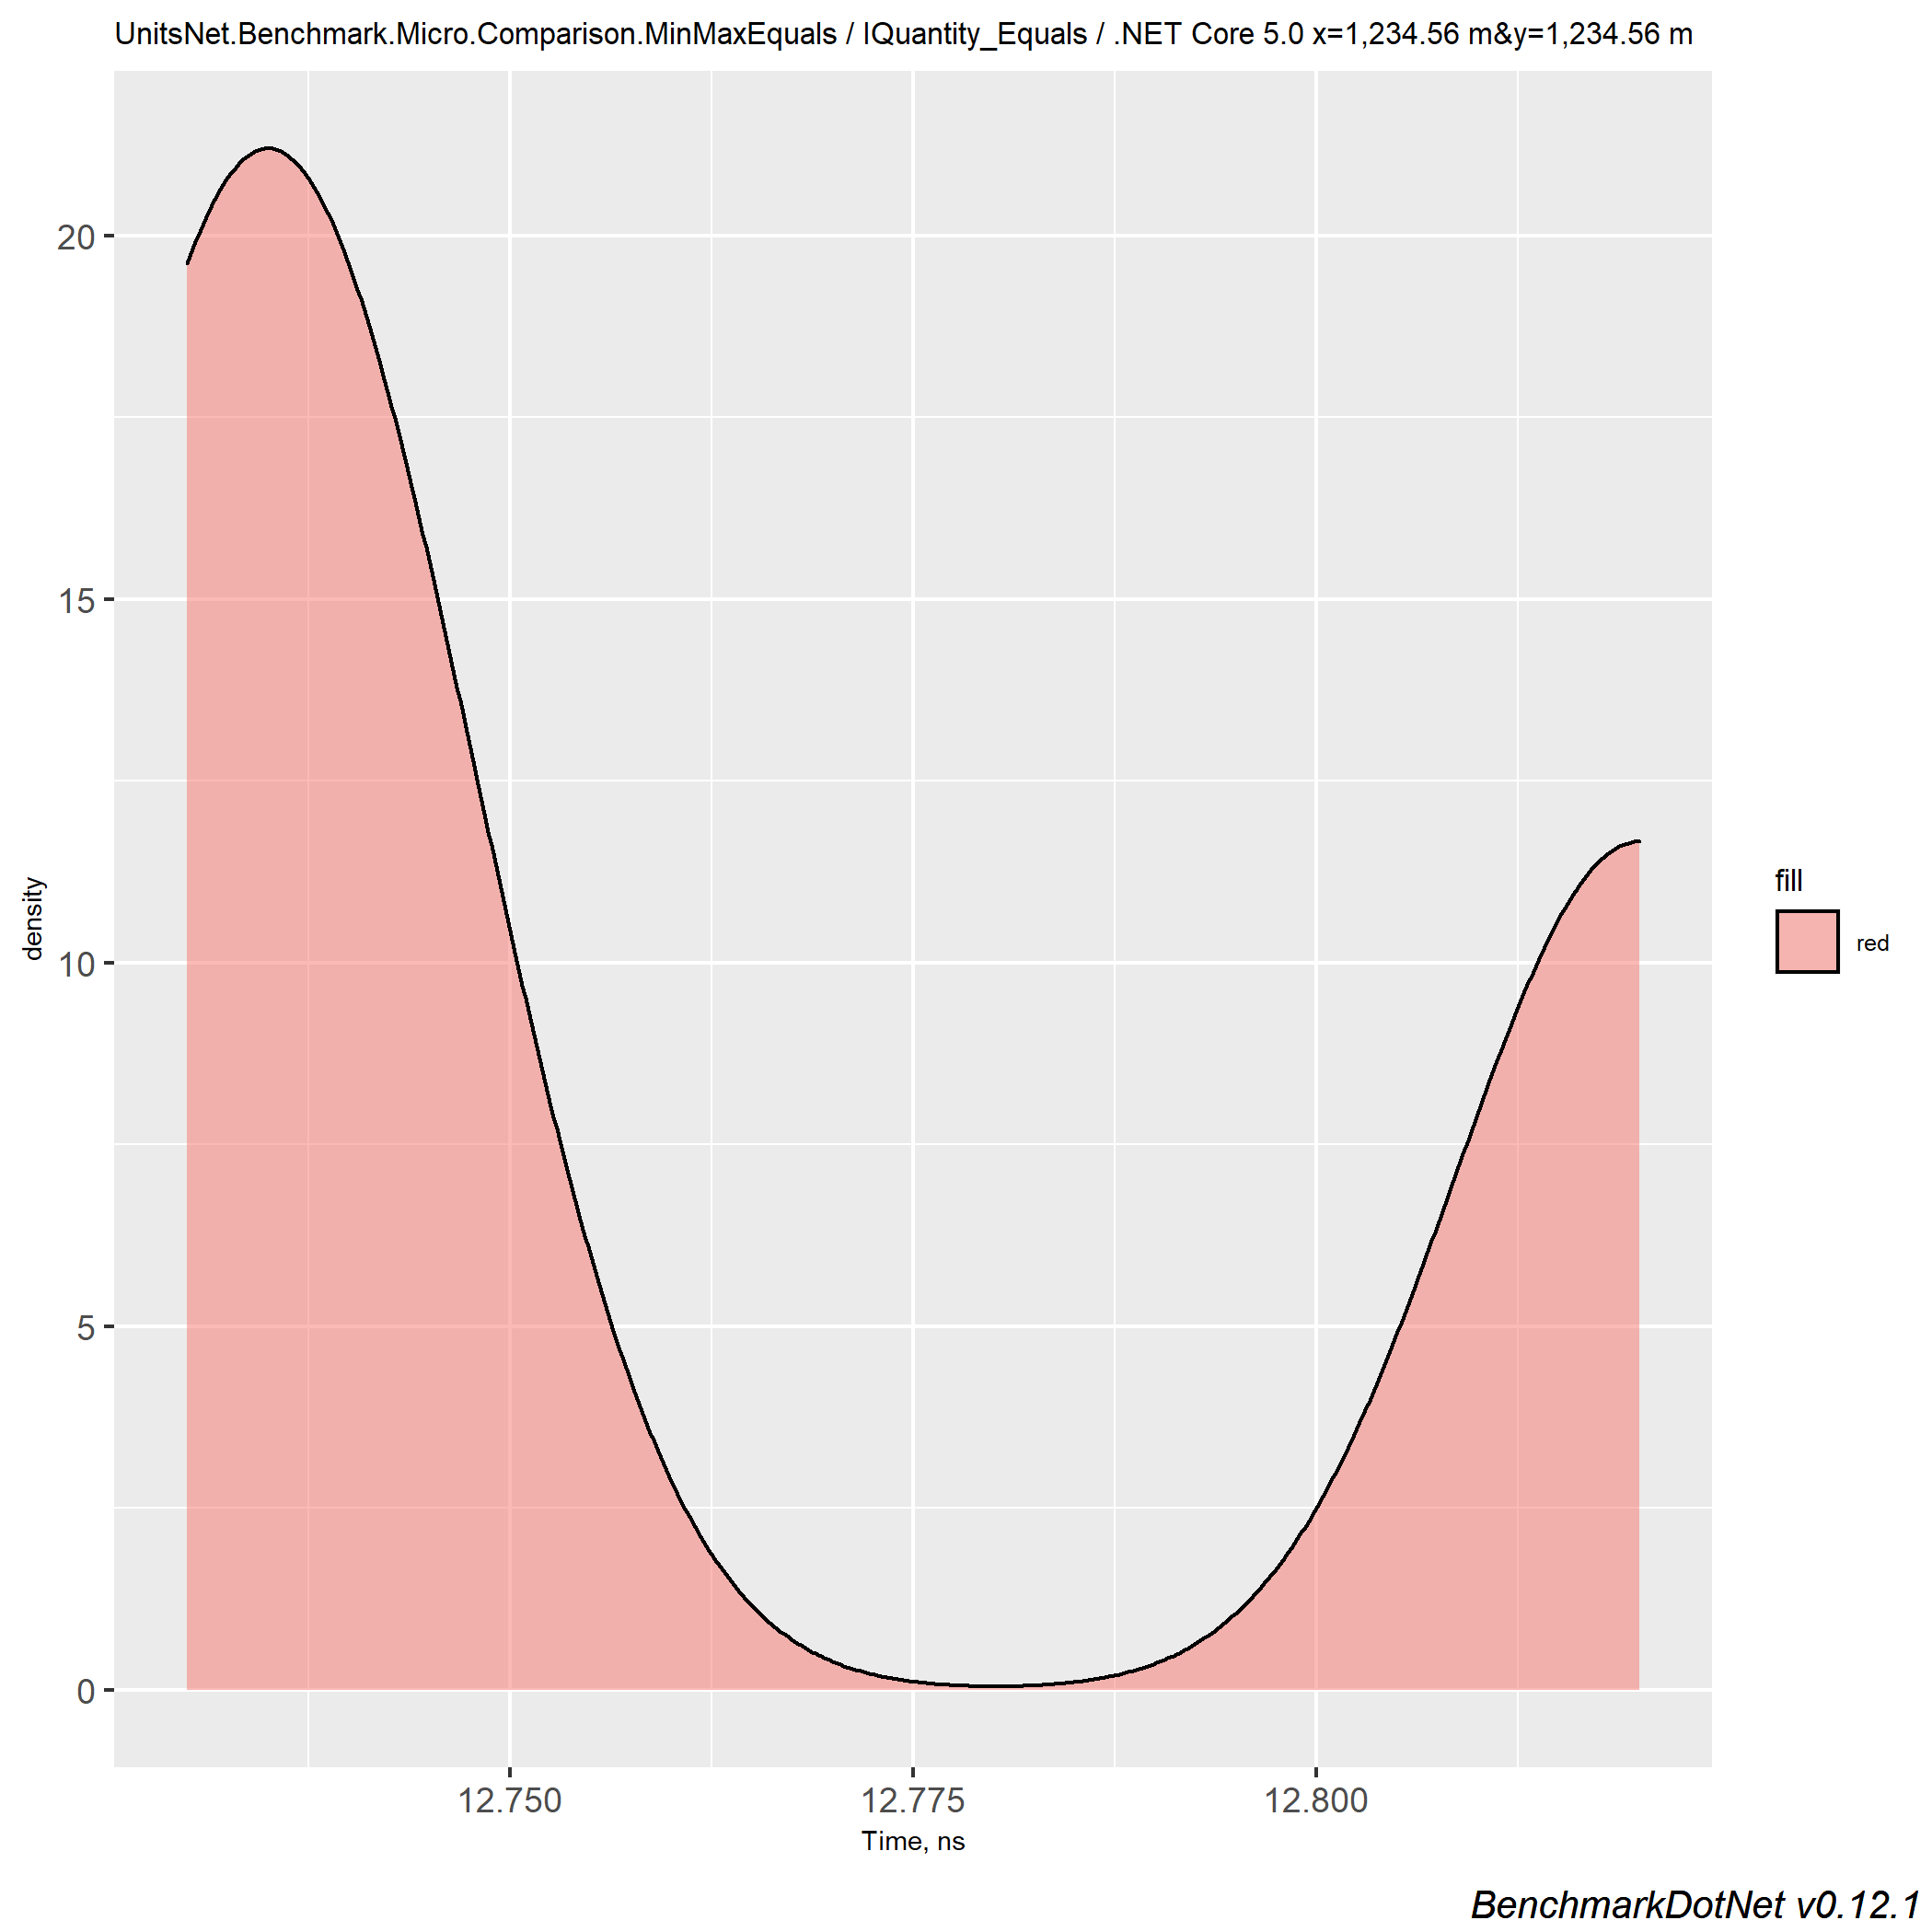 UnitsNet.Benchmark.Micro.Comparison.MinMaxEquals / IQuantity_Equals / .NET Core 5.0 x=1,234.56 m&y=1,234.56 m
20
15
10
5
0
density
12.750
12.775
12.800
Time, ns
fill
red
BenchmarkDotNet v0.12.1